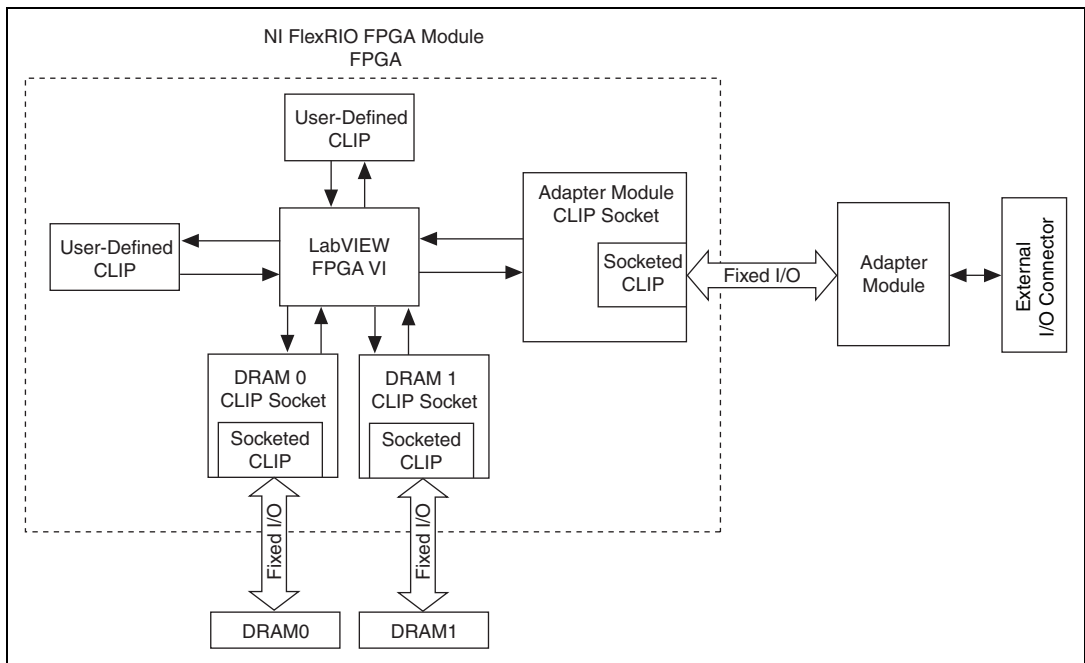 NI FlexRIO FPGA Module
FPGA
User-Defined
CLIP
Adapter Module
CLIP Socket
User-Defined
CLIP
LabVIEW
FPGA VI
Socketed
CLIP
Fixed I/O
Adapter
Module
External
I/O Connector
DRAM 0
CLIP Socket
DRAM 1
CLIP Socket
Socketed
CLIP
Socketed
CLIP
Fixed I/O
Fixed I/O
DRAM0
DRAM1